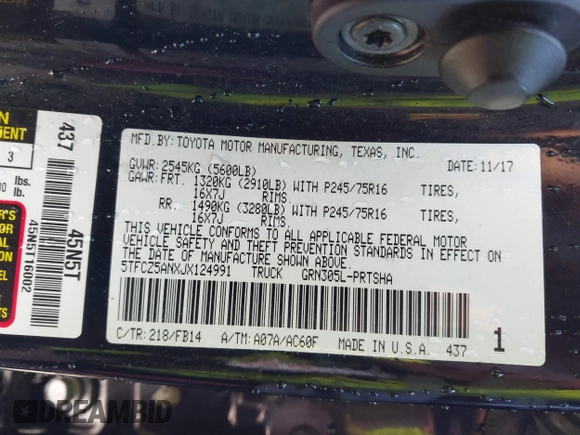 MFD.BY: TOYOTA MOTOR MANUFACTURING, TEXAS, INC.
DATE: 11/17
GVWR: 2545KG (5600LB)
GAWR: FRT. 1320KG (2910LB) WITH P245/75R16 TIRES,
16X7J RIMS.
RR. 1490KG (3280LB) WITH P245/75R16 TIRES,
16X7J RIMS.
THIS VEHICLE CONFORMS TO ALL APPLICABLE FEDERAL MOTOR
VEHICLE SAFETY AND THEFT PREVENTION STANDARDS IN EFFECT ON
THE DATE OF MANUFACTURE SHOWN ABOVE.
5TFCZ5ANXJX124991 TRUCK GRN305L-PRTSHA
C/TR: 218/FB14 A/TM: A07A/AC60F MADE IN U.S.A. 437 1
437
3
lbs.
lb.
45N5T
45N5T16002
DREAMBID